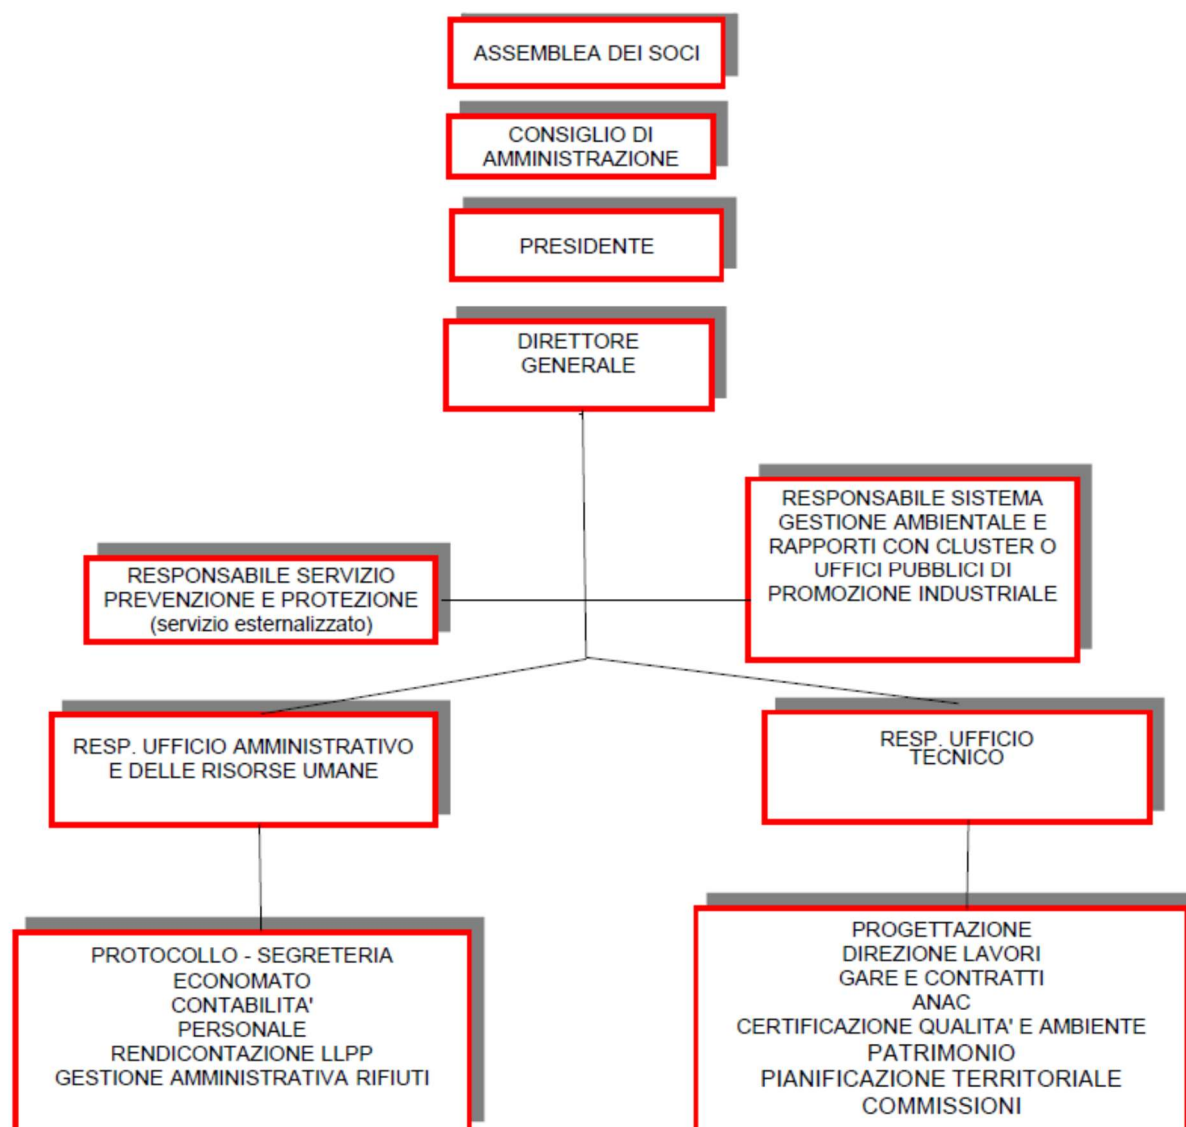 ASSEMBLEA DEI SOCI
CONSIGLIO DI
AMMINISTRAZIONE
PRESIDENTE
DIRETTORE
GENERALE
RESPONSABILE SISTEMA
GESTIONE AMBIENTALE E
RAPPORTI CON CLUSTER O
UFFICI PUBBLICI DI
PROMOZIONE INDUSTRIALE
RESPONSABILE SERVIZIO
PREVENZIONE E PROTEZIONE
(servizio esternalizzato)
RESP. UFFICIO AMMINISTRATIVO
E DELLE RISORSE UMANE
RESP. UFFICIO
TECNICO
PROTOCOLLO - SEGRETERIA
ECONOMATO
CONTABILITA'
PERSONALE
RENDICONTAZIONE LLPP
GESTIONE AMMINISTRATIVA RIFIUTI
PROGETTAZIONE
DIREZIONE LAVORI
GARE E CONTRATTI
ANAC
CERTIFICAZIONE QUALITA' E AMBIENTE
PATRIMONIO
PIANIFICAZIONE TERRITORIALE
COMMISSIONI